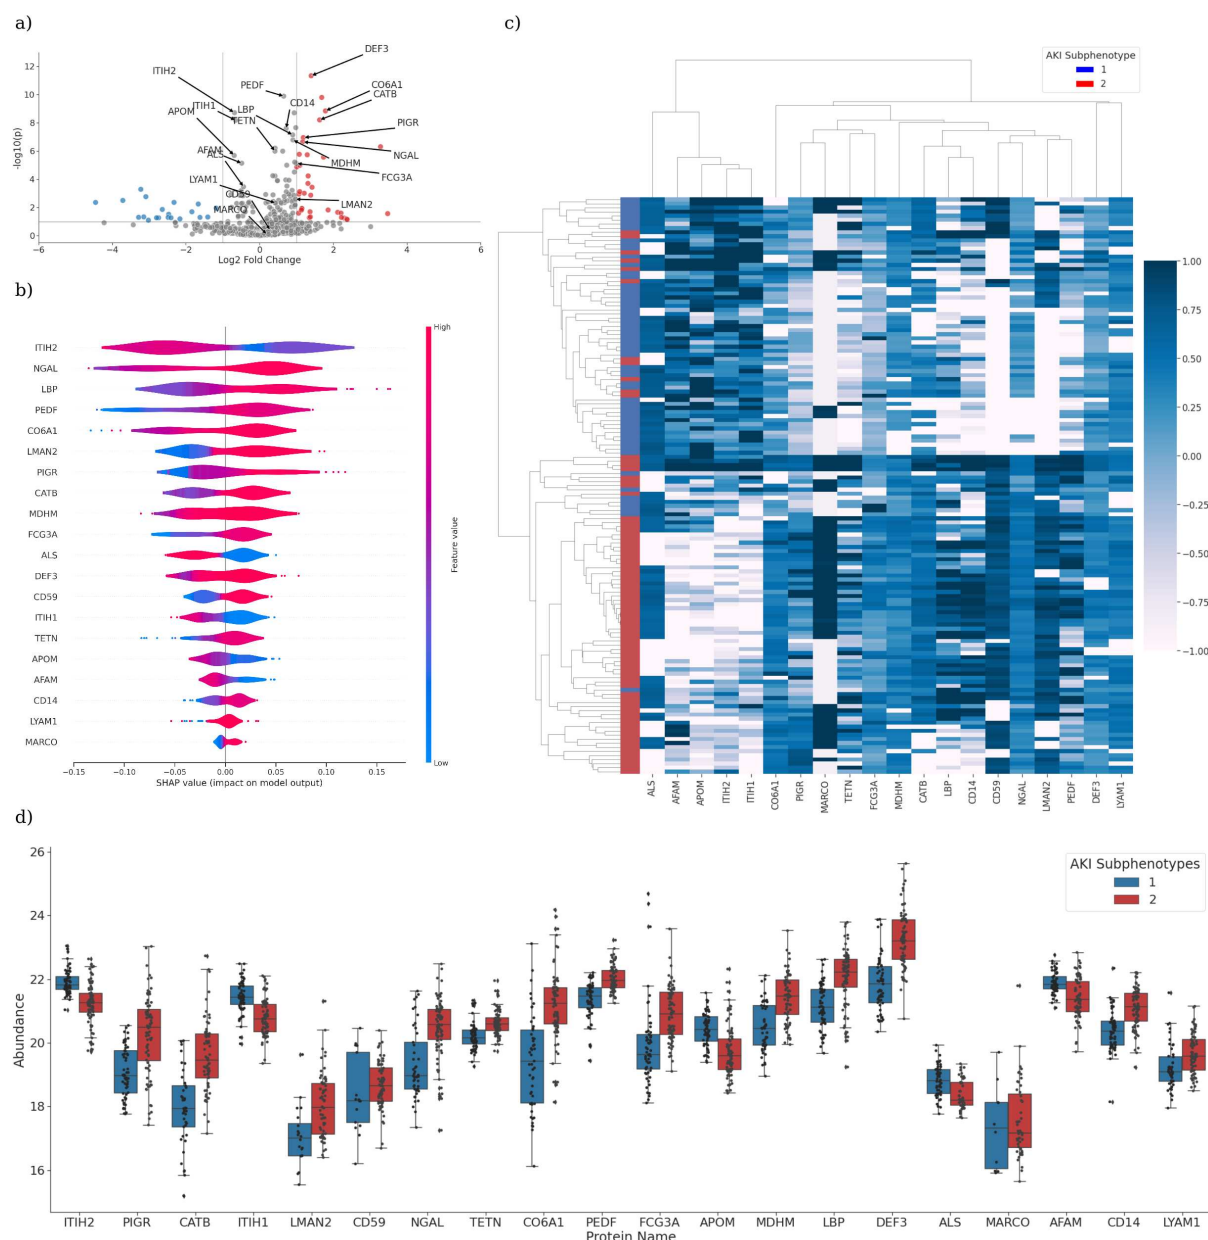 a)
DEF3
ITIH2
PEDF
CO6A1
CATB
ITIH1
LBP
CD14
APOM
TETN
PIGR
NGAL
AFAM
ALS
MDHM
LYAM1
FCG3A
CD59
MARCO
LMAN2
-log10(p)
12
10
8
6
4
2
0
−6
−4
−2
0
2
4
6
Log2 Fold Change
b)
ITIH2
NGAL
LBP
PEDF
CO6A1
LMAN2
PIGR
CATB
MDHM
FCG3A
ALS
DEF3
CD59
ITIH1
TETN
APOM
AFAM
CD14
LYAM1
MARCO
−0.15
−0.10
−0.05
0.00
0.05
0.10
0.15
SHAP value (impact on model output)
High
Feature value
Low
c)
AKI Subphenotype
1
2
1.00
0.75
0.50
0.25
0.00
−0.25
−0.50
−0.75
−1.00
ALS
AFAM
APOM
ITIH2
ITIH1
CO6A1
PIGR
MARCO
TETN
FCG3A
MDHM
CATB
LBP
CD14
CD59
NGAL
LMAN2
PEDF
DEF3
LYAM1
d)
Abundance
26
24
22
20
18
16
AKI Subphenotypes
1
2
ITIH2
PIGR
CATB
ITIH1
LMAN2
CD59
NGAL
TETN
CO6A1
PEDF
FCG3A
APOM
MDHM
LBP
DEF3
ALS
MARCO
AFAM
CD14
LYAM1
Protein Name